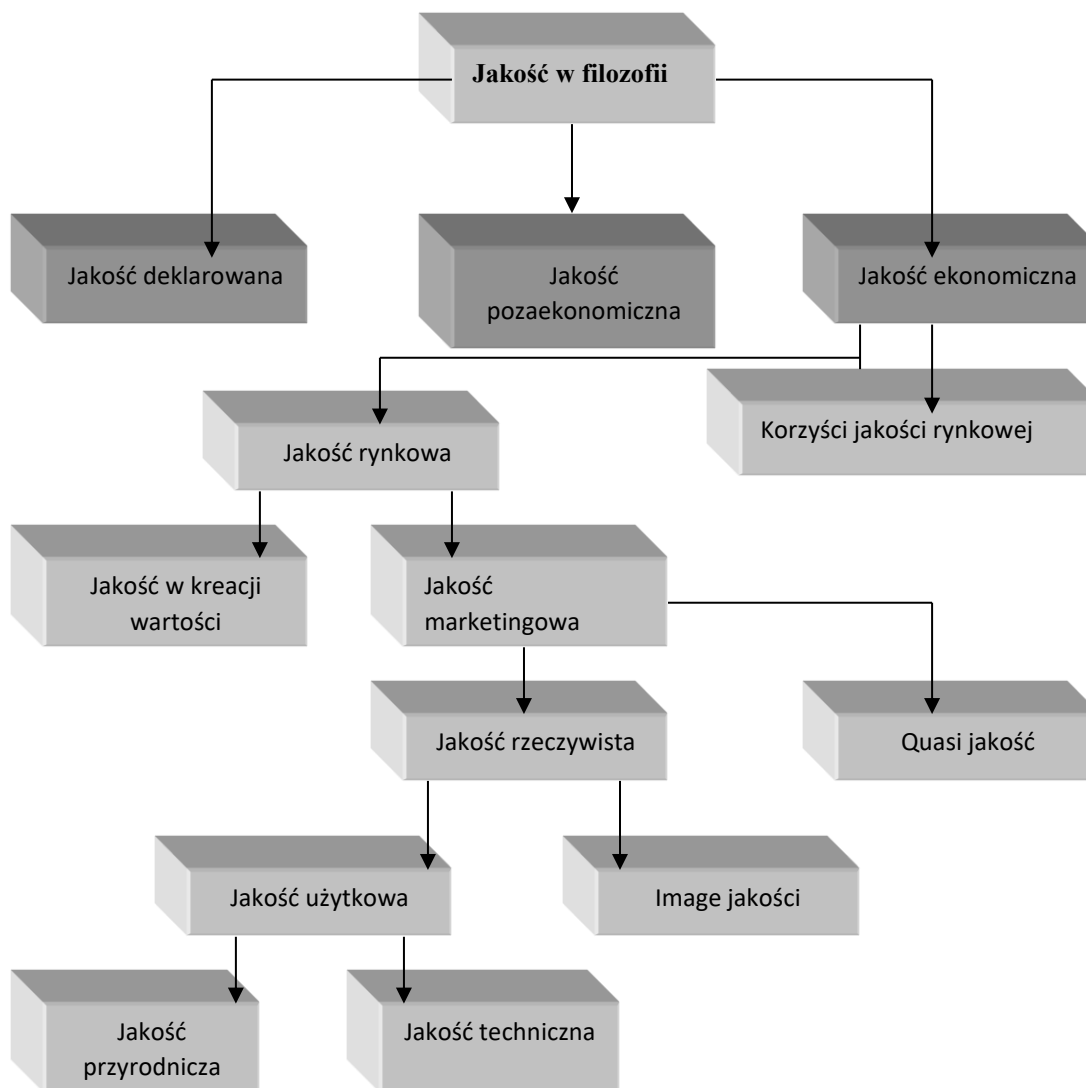 Jakość w filozofii
Jakość deklarowana
Jakość
pozaekonomiczna
Jakość ekonomiczna
Korzyści jakości rynkowej
Jakość rynkowa
Jakość w kreacji
wartości
Jakość
marketingowa
Jakość rzeczywista
Quasi jakość
Jakość użytkowa
Image jakości
Jakość
przyrodnicza
Jakość techniczna